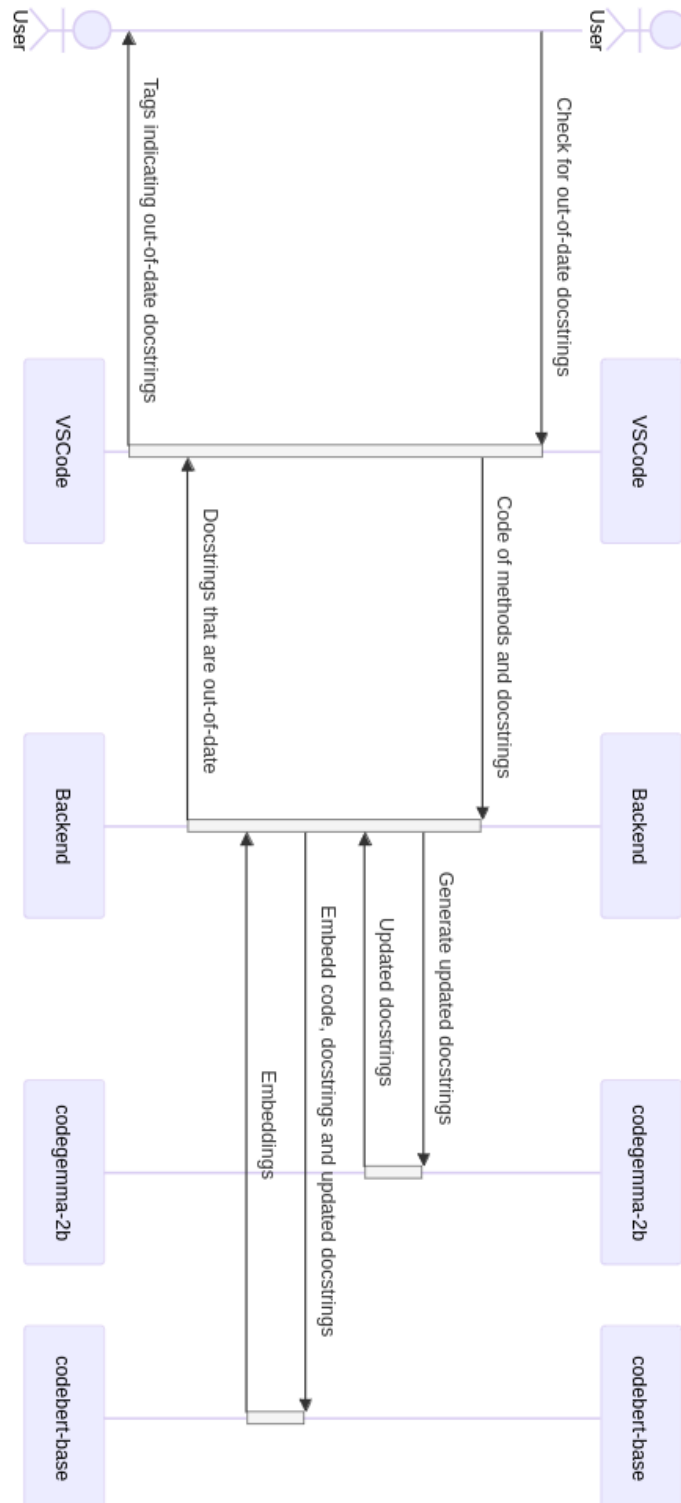 User
VSCode
Backend
codegemma-2b
codebert-base
Check for out-of-date docstrings
Code of methods and docstrings
Generate updated docstrings
Updated docstrings
Embedd code, docstrings and updated docstrings
Embeddings
Docstrings that are out-of-date
Tags indicating out-of-date docstrings
User
VSCode
Backend
codegemma-2b
codebert-base